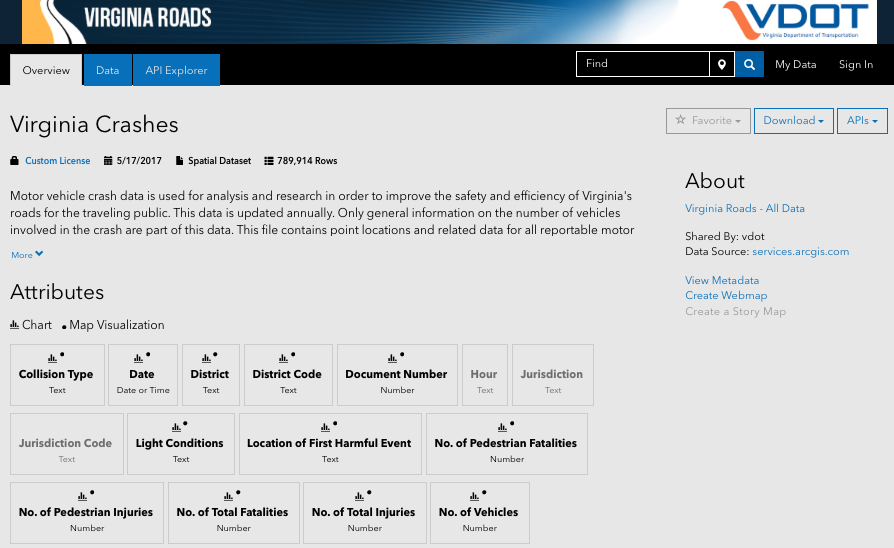 VIRGINIA ROADS
VDOT
Virginia Department of Transportation
Overview
Data
API Explorer
Find
My Data
Sign In
Virginia Crashes
Favorite
Download
APIs
Custom License 5/17/2017 Spatial Dataset 789,914 Rows
Motor vehicle crash data is used for analysis and research in order to improve the safety and efficiency of Virginia's
roads for the traveling public. This data is updated annually. Only general information on the number of vehicles
involved in the crash are part of this data. This file contains point locations and related data for all reportable motor
More
About
Virginia Roads - All Data
Shared By: vdot
Data Source: services.arcgis.com
View Metadata
Create Webmap
Create a Story Map
Attributes
Chart Map Visualization
Collision Type
Text
Date
Date or Time
District
Text
District Code
Text
Document Number
Number
Hour
Text
Jurisdiction
Text
Jurisdiction Code
Text
Light Conditions
Text
Location of First Harmful Event
Text
No. of Pedestrian Fatalities
Number
No. of Pedestrian Injuries
Number
No. of Total Fatalities
Number
No. of Total Injuries
Number
No. of Vehicles
Number